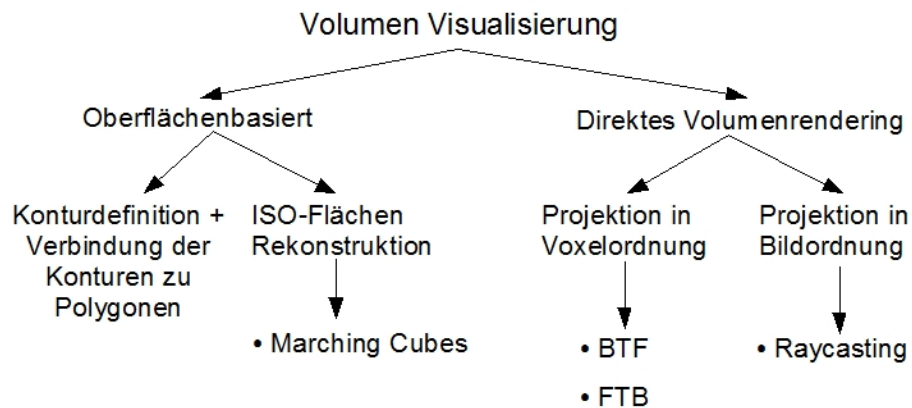 Volumen Visualisierung
Oberflächenbasiert
Direktes Volumenrendering
Konturdefinition +
Verbindung der
Konturen zu
Polygonen
ISO-Flächen
Rekonstruktion
• Marching Cubes
Projektion in
Voxelordnung
• BTF
• FTB
Projektion in
Bildordnung
• Raycasting